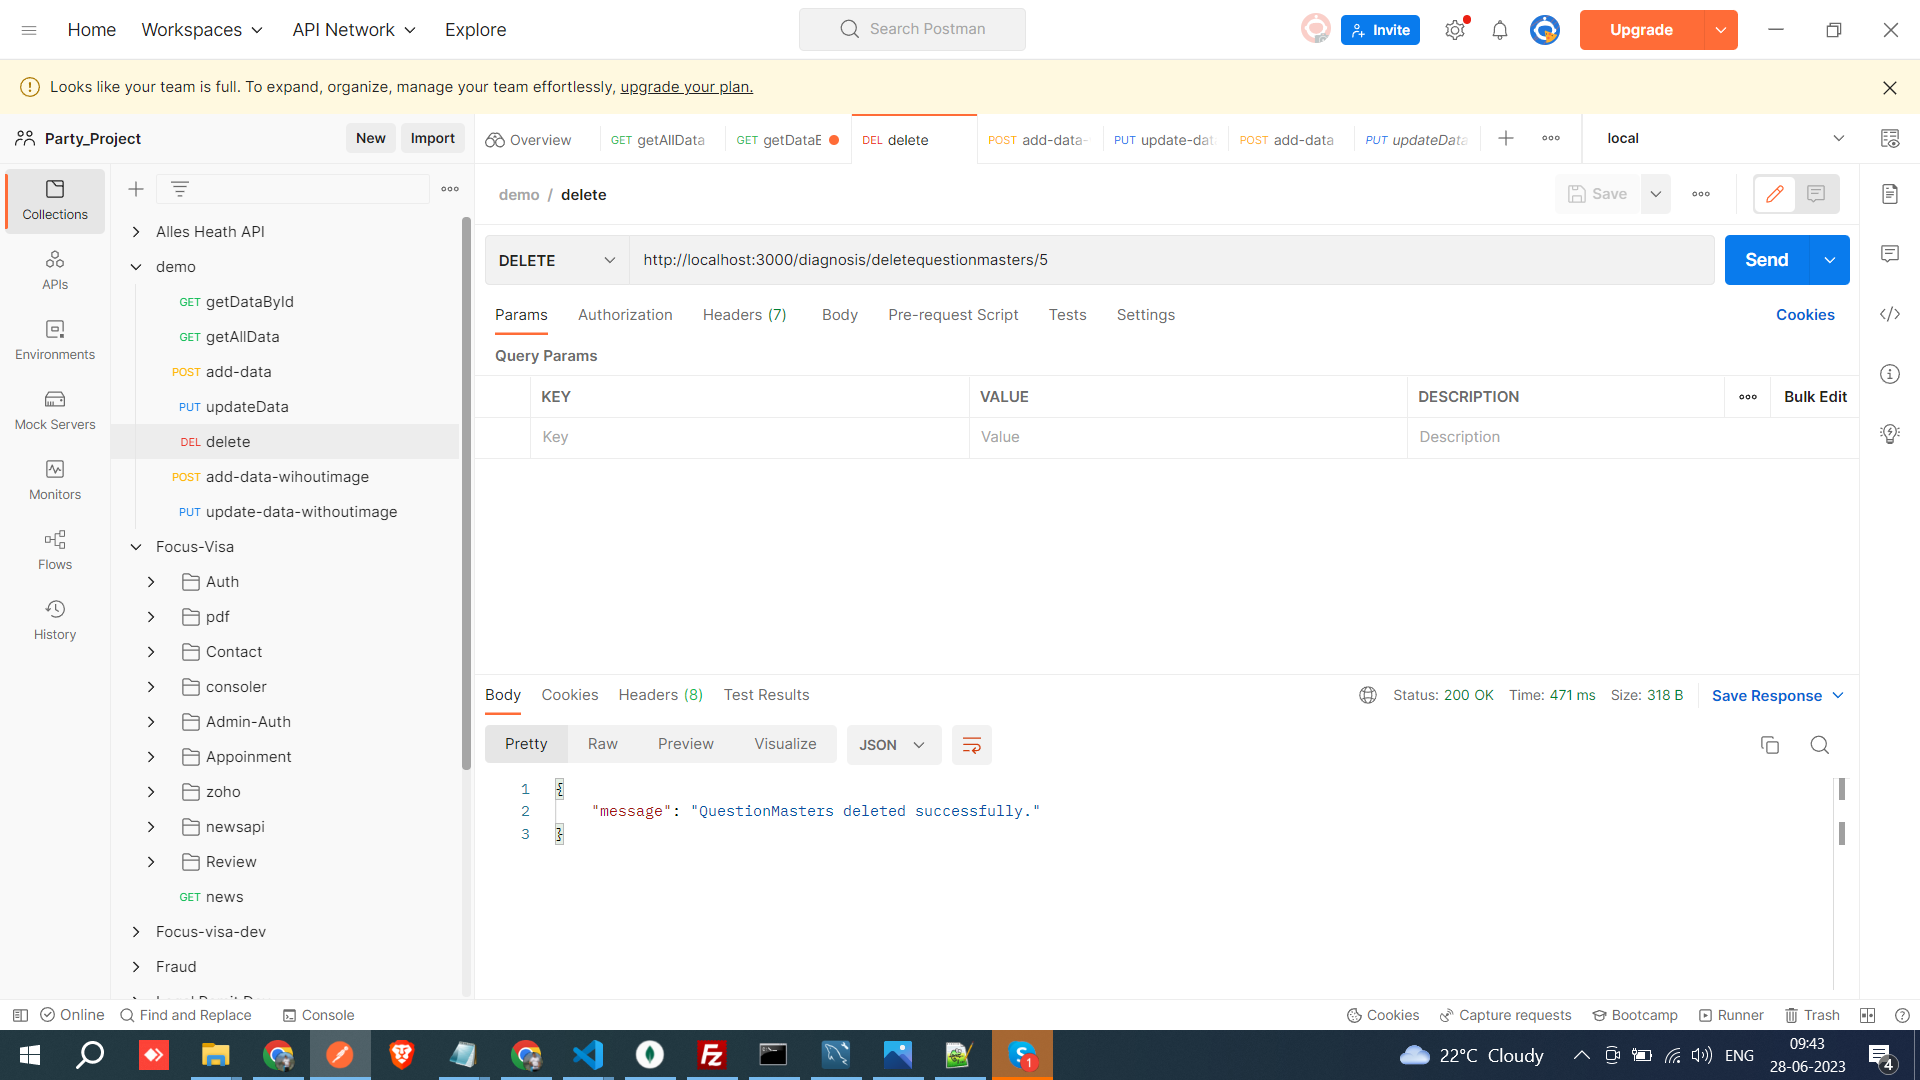 Home
Workspaces
API Network
Explore
Search Postman
Invite
Upgrade
Looks like your team is full. To expand, organize, manage your team effortlessly, upgrade your plan.
Party_Project
New
Import
Overview
GET getAllData
GET getDataB
DEL delete
POST add-data-
PUT update-dat
POST add-data
PUT updateData
local
Collections
APIs
Environments
Mock Servers
Monitors
Flows
History
Alles Heath API
demo
GET getDataById
GET getAllData
POST add-data
PUT updateData
DEL delete
POST add-data-wihoutimage
PUT update-data-withoutimage
Focus-Visa
Auth
pdf
Contact
consoler
Admin-Auth
Appoinment
zoho
newsapi
Review
GET news
Focus-visa-dev
Fraud
demo / delete
Save
DELETE
http://localhost:3000/diagnosis/deletequestionmasters/5
Send
Params
Authorization
Headers (7)
Body
Pre-request Script
Tests
Settings
Cookies
Query Params
KEY
VALUE
DESCRIPTION
Bulk Edit
Key
Value
Description
Body
Cookies
Headers (8)
Test Results
Status: 200 OK
Time: 471 ms
Size: 318 B
Save Response
Pretty
Raw
Preview
Visualize
JSON
1 {
2 "message": "QuestionMasters deleted successfully."
3 }
Online
Find and Replace
Console
Cookies
Capture requests
Bootcamp
Runner
Trash
22°C Cloudy
ENG
09:43
28-06-2023
4
1